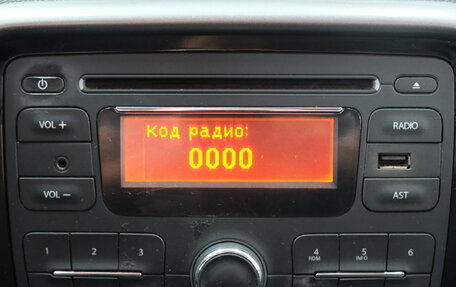 VOL +
Код радио:
0000
RADIO
VOL −
AST
1 2 3
4 5 6
RDM INFO